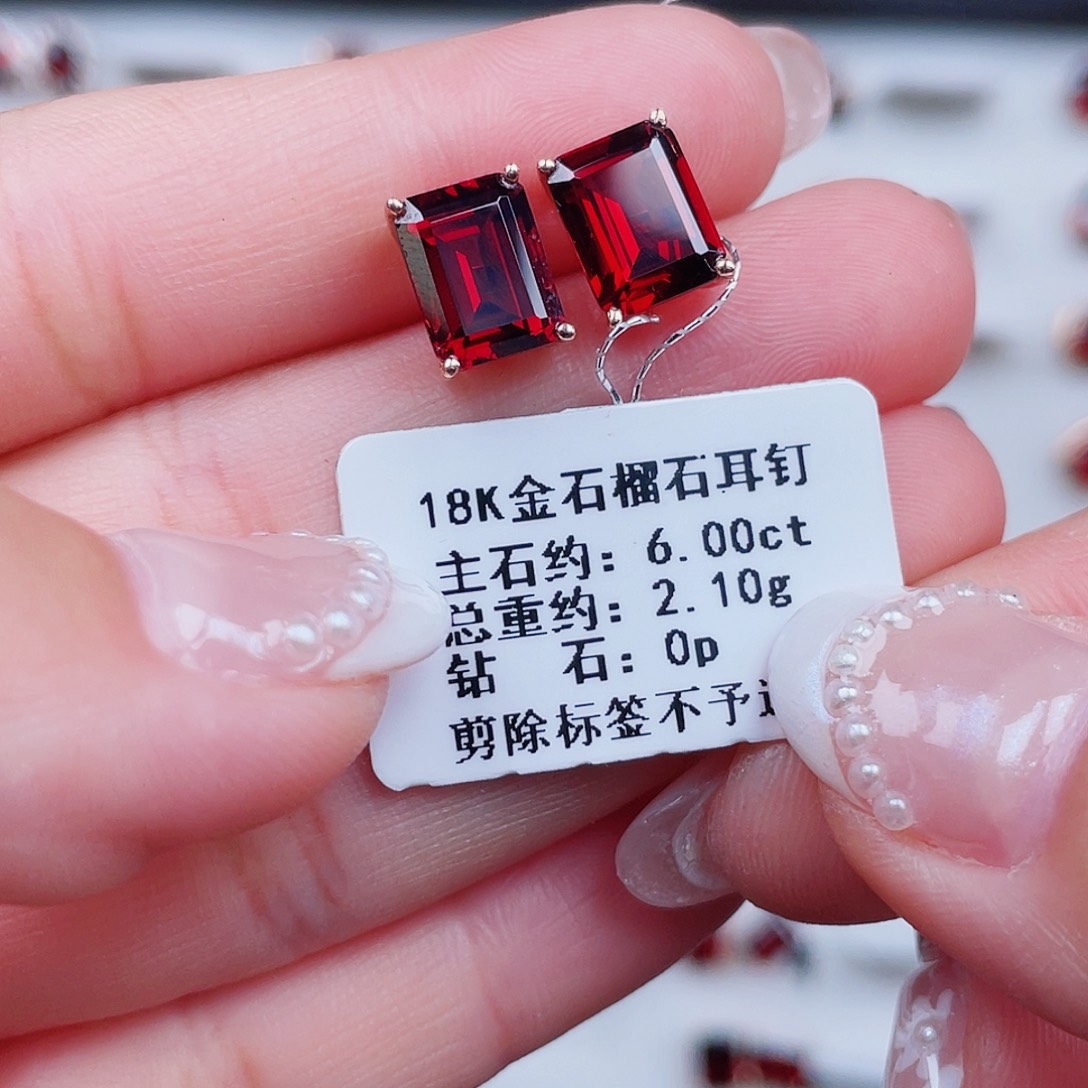 18K金石榴石耳钉
主石约: 6.00ct
总重约: 2.10g
钻 石: 0p
剪除标签不予